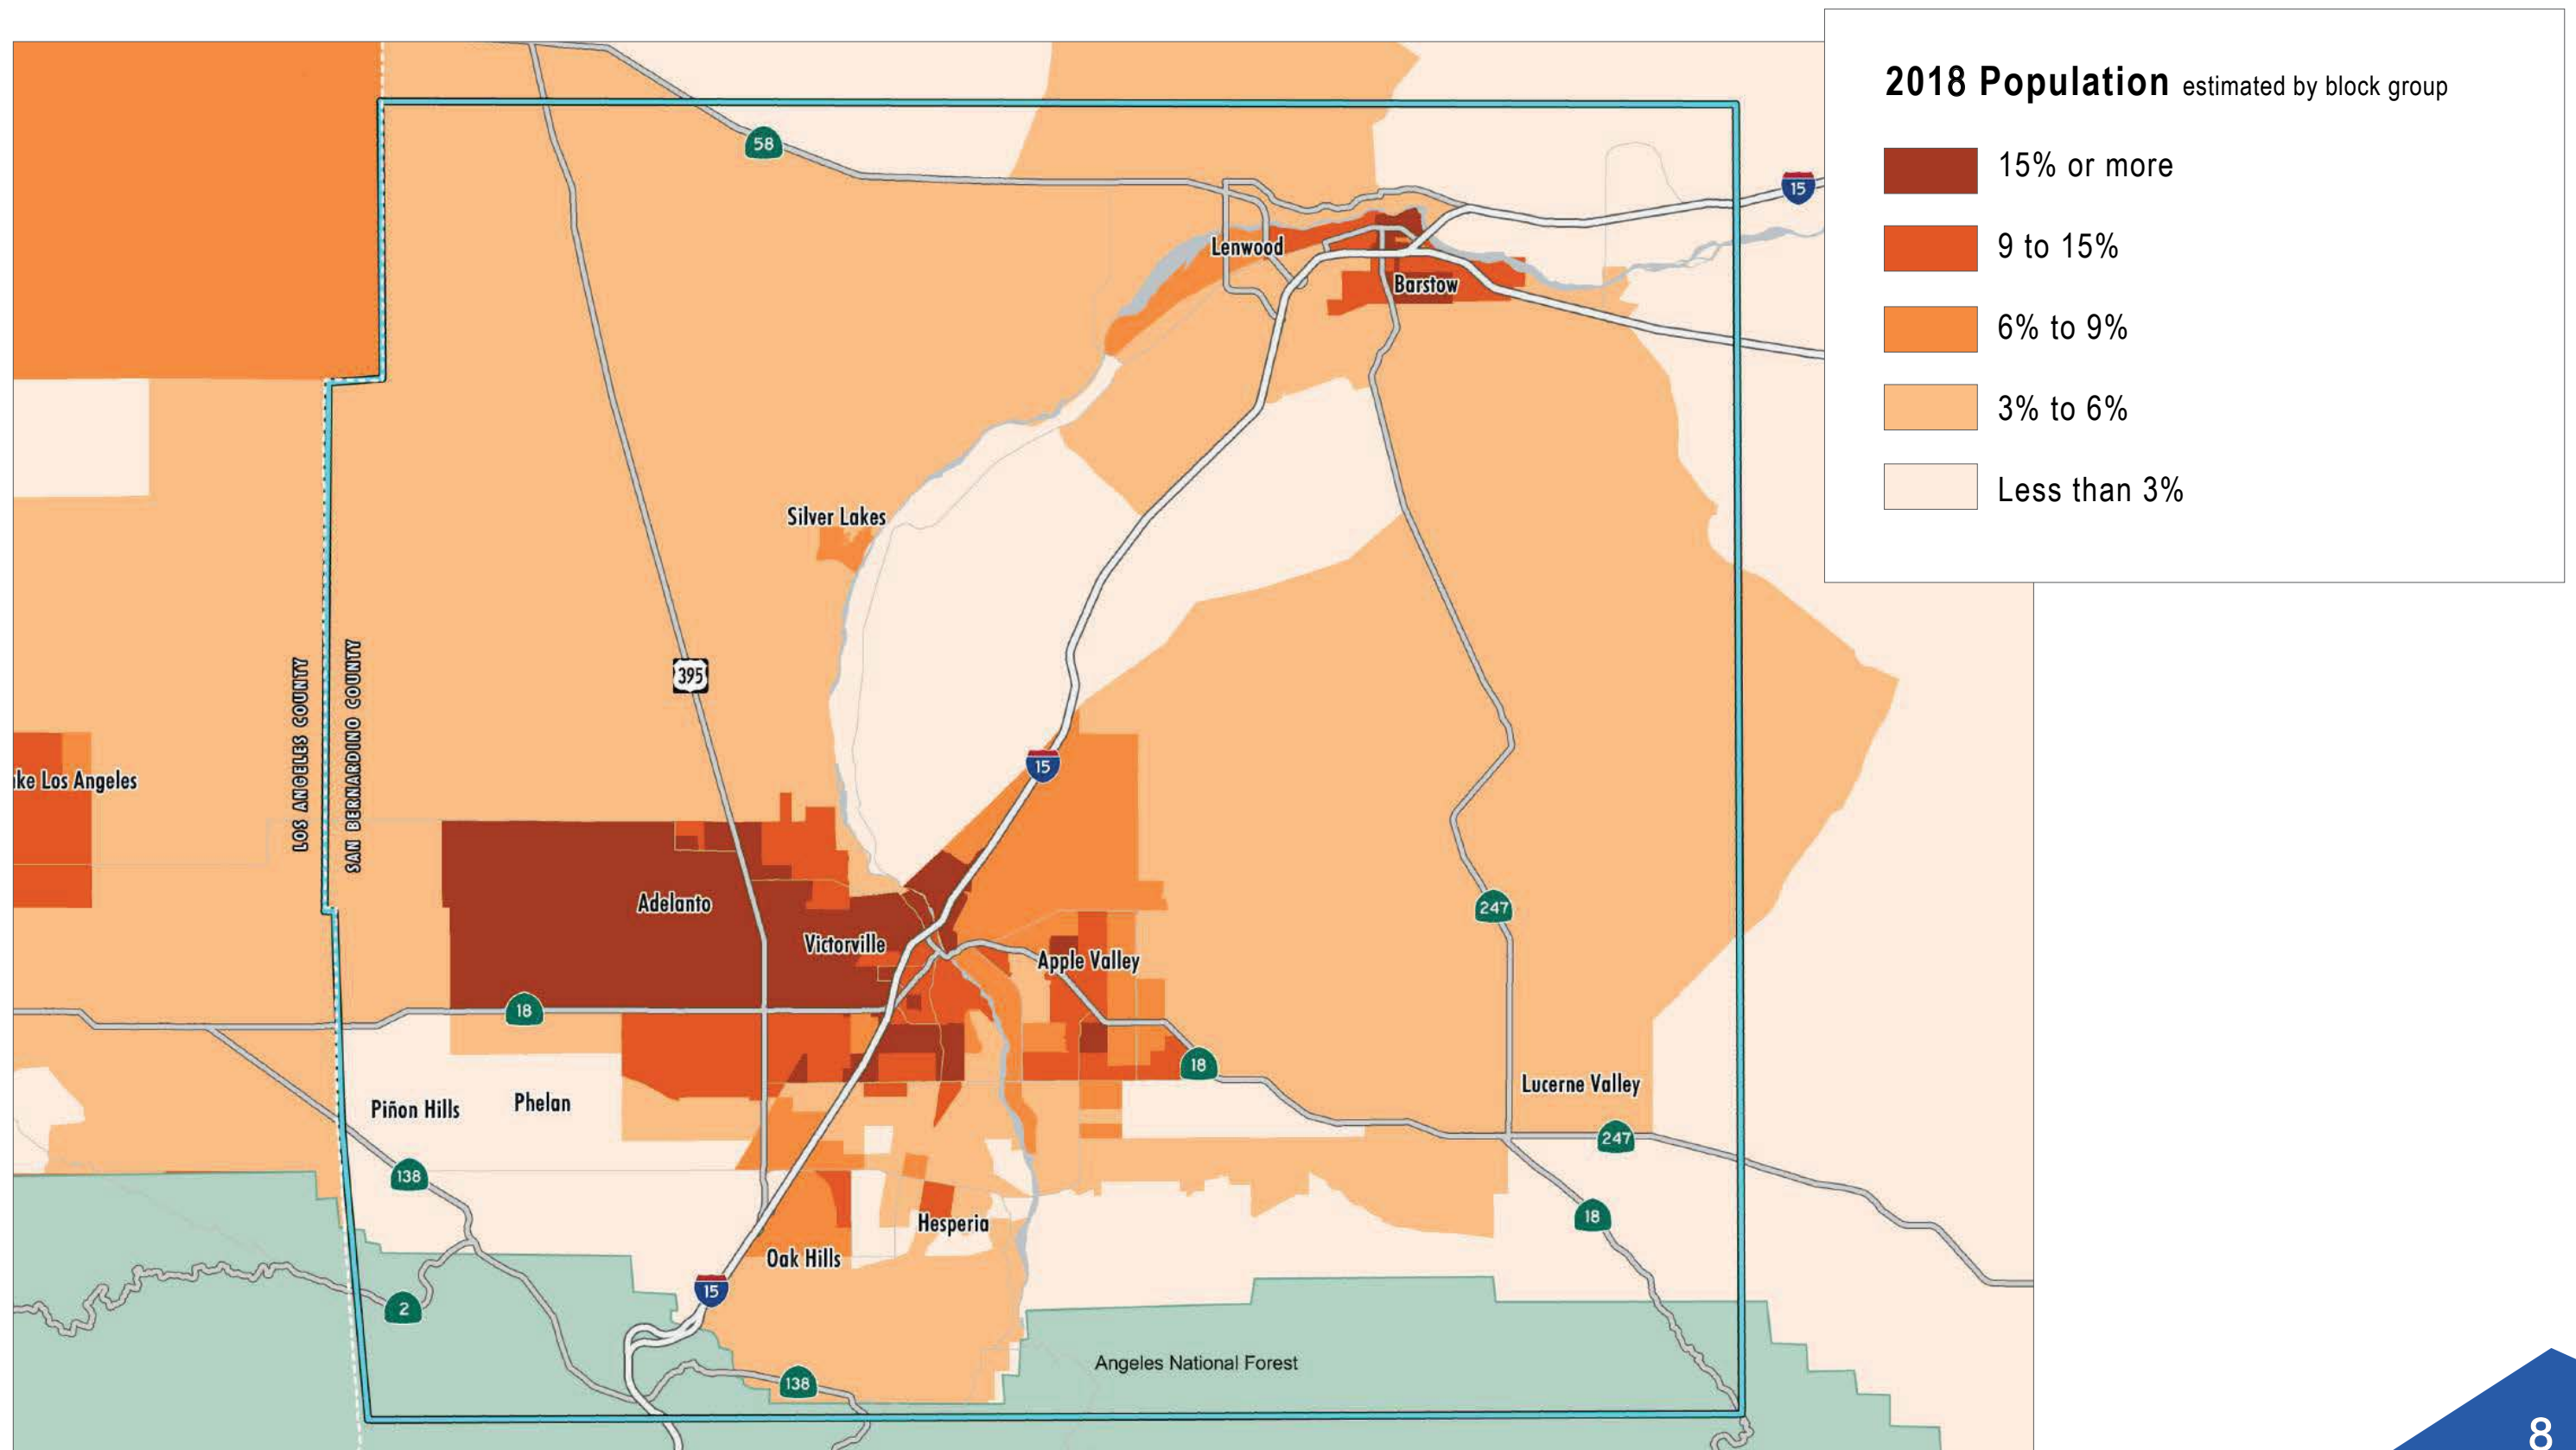 2018 Population estimated by block group
15% or more
9 to 15%
6% to 9%
3% to 6%
Less than 3%
58
15
Lenwood
Barstow
Silver Lakes
395
LOS ANGELES COUNTY
SAN BERNARDINO COUNTY
15
ke Los Angeles
Adelanto
247
Victorville
Apple Valley
18
18
Lucerne Valley
Piñon Hills
Phelan
247
138
18
Hesperia
Oak Hills
15
2
Angeles National Forest
138
8